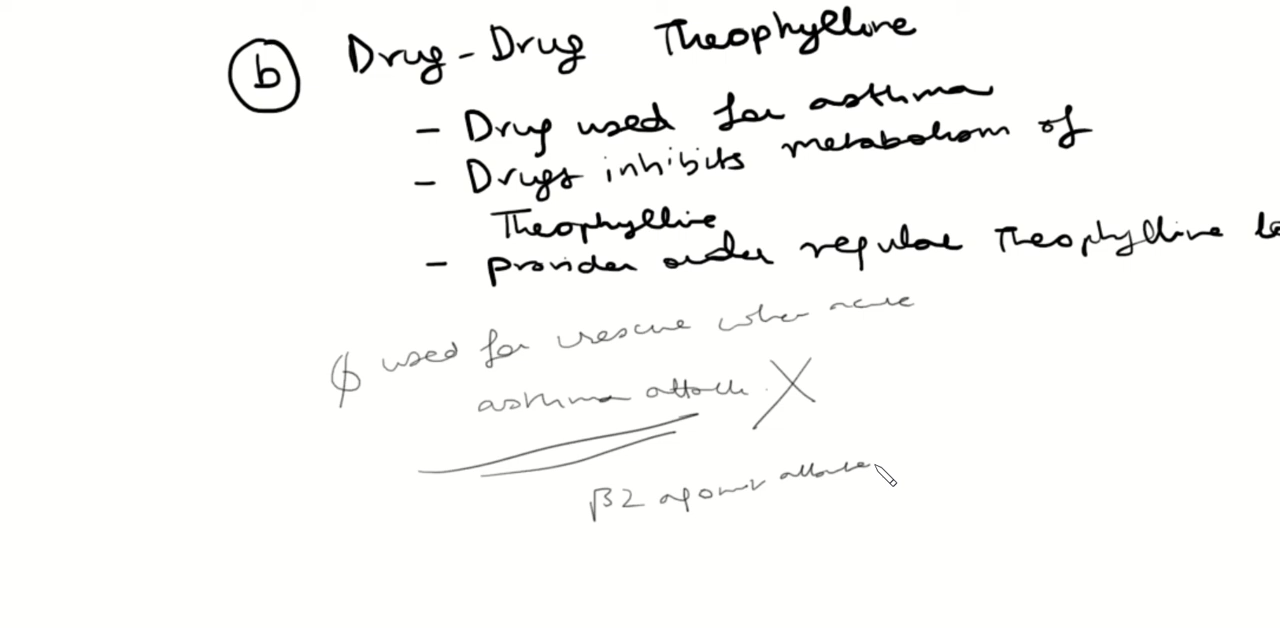 b Drug - Drug Theophylline
- Drug used for asthma
- Drugs inhibits metabolism of
Theophylline
- Provider order regular Theophylline le
used for rescue when acute
asthma attack X
β2 agonist attack